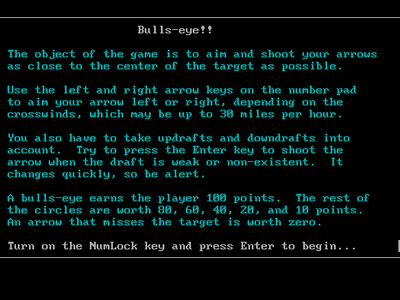 Bulls-eye!!
The object of the game is to aim and shoot your arrows
as close to the center of the target as possible.
Use the left and right arrow keys on the number pad
to aim your arrow left or right, depending on the
crosswinds, which may be up to 30 miles per hour.
You also have to take updrafts and downdrafts into
account.  Try to press the Enter key to shoot the
arrow when the draft is weak or non-existent.  It
changes quickly, so be alert.
A bulls-eye earns the player 100 points.  The rest of
the circles are worth 80, 60, 40, 20, and 10 points.
An arrow that misses the target is worth zero.
Turn on the NumLock key and press Enter to begin...